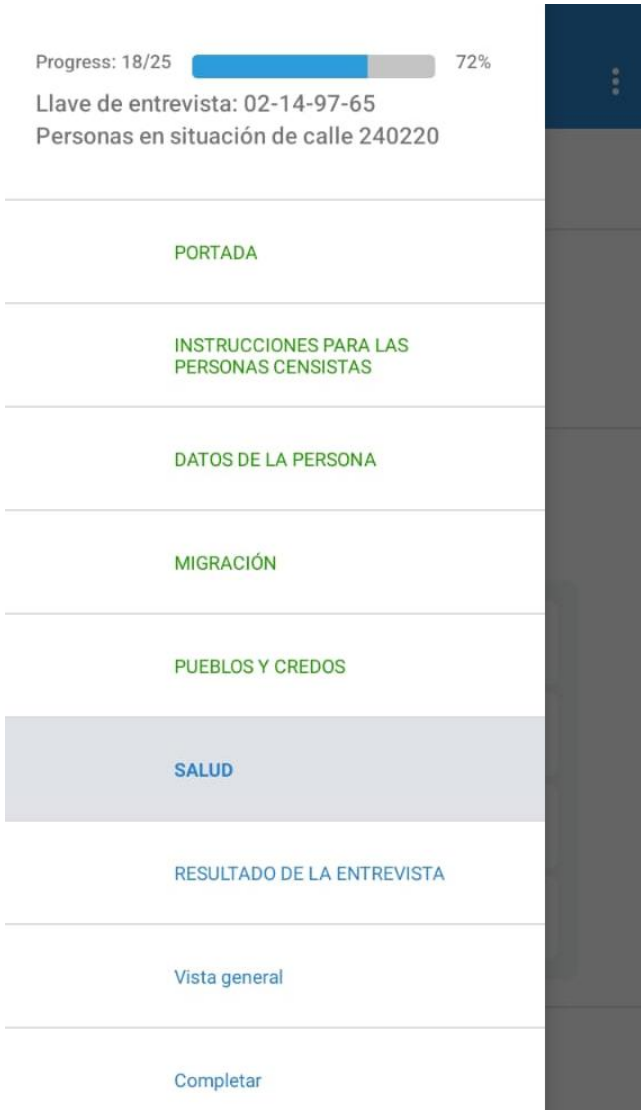 Progress: 18/25 72%
Llave de entrevista: 02-14-97-65
Personas en situación de calle 240220
PORTADA
INSTRUCCIONES PARA LAS
PERSONAS CENSISTAS
DATOS DE LA PERSONA
MIGRACIÓN
PUEBLOS Y CREDOS
SALUD
RESULTADO DE LA ENTREVISTA
Vista general
Completar